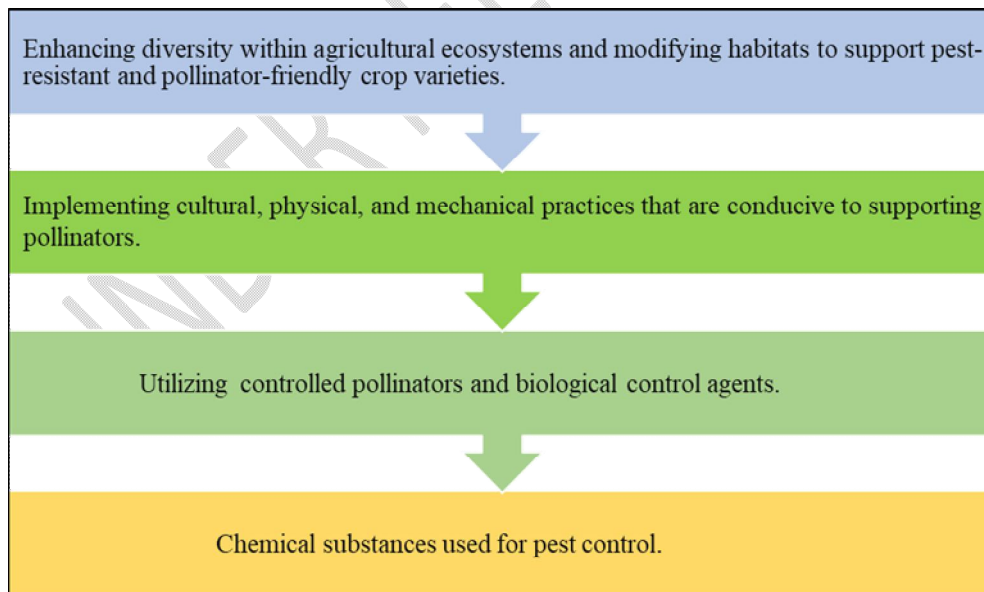 Enhancing diversity within agricultural ecosystems and modifying habitats to support pest-
resistant and pollinator-friendly crop varieties.
Implementing cultural, physical, and mechanical practices that are conducive to supporting
pollinators.
Utilizing controlled pollinators and biological control agents.
Chemical substances used for pest control.